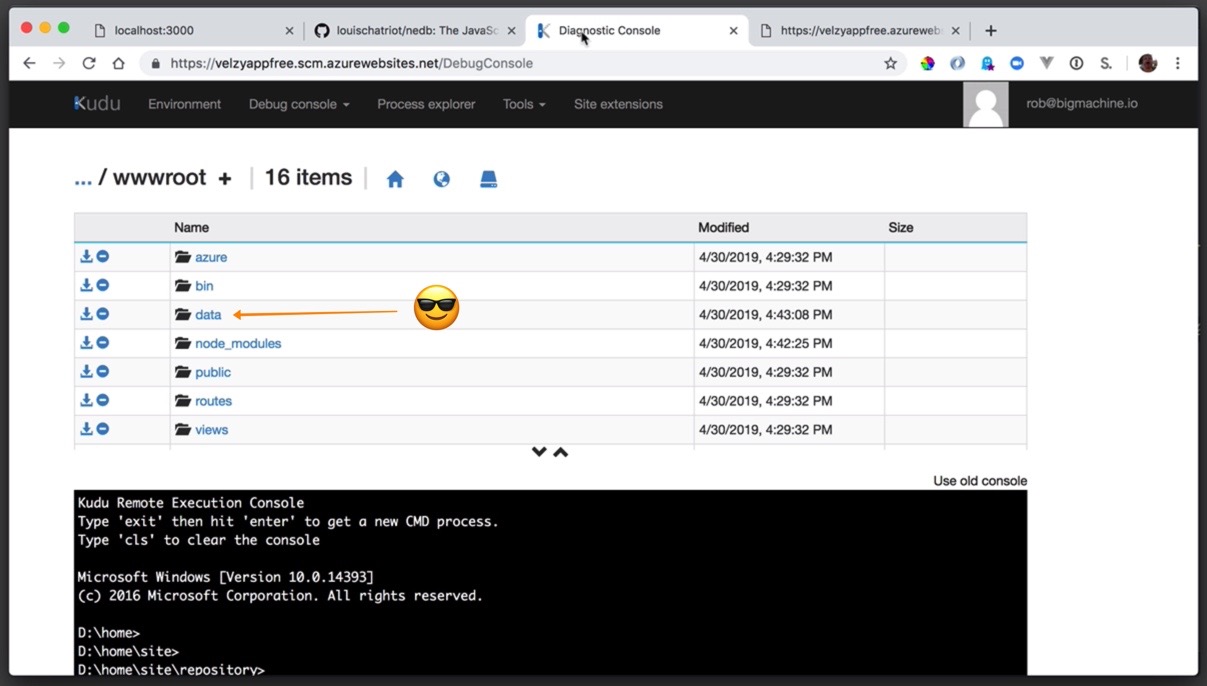 localhost:3000
louischatriot/nedb: The JavaSc
Diagnostic Console
https://velzyappfree.azureweb
https://velzyappfree.scm.azurewebsites.net/DebugConsole
S.
Kudu
Environment
Debug console
Process explorer
Tools
Site extensions
rob@bigmachine.io
... / wwwroot + | 16 items |
Name Modified Size
azure 4/30/2019, 4:29:32 PM
bin 4/30/2019, 4:29:32 PM
data 4/30/2019, 4:43:08 PM
node_modules 4/30/2019, 4:42:25 PM
public 4/30/2019, 4:29:32 PM
routes 4/30/2019, 4:29:32 PM
views 4/30/2019, 4:29:32 PM
Use old console
Kudu Remote Execution Console
Type 'exit' then hit 'enter' to get a new CMD process.
Type 'cls' to clear the console
Microsoft Windows [Version 10.0.14393]
(c) 2016 Microsoft Corporation. All rights reserved.
D:\home>
D:\home\site>
D:\home\site\repository>